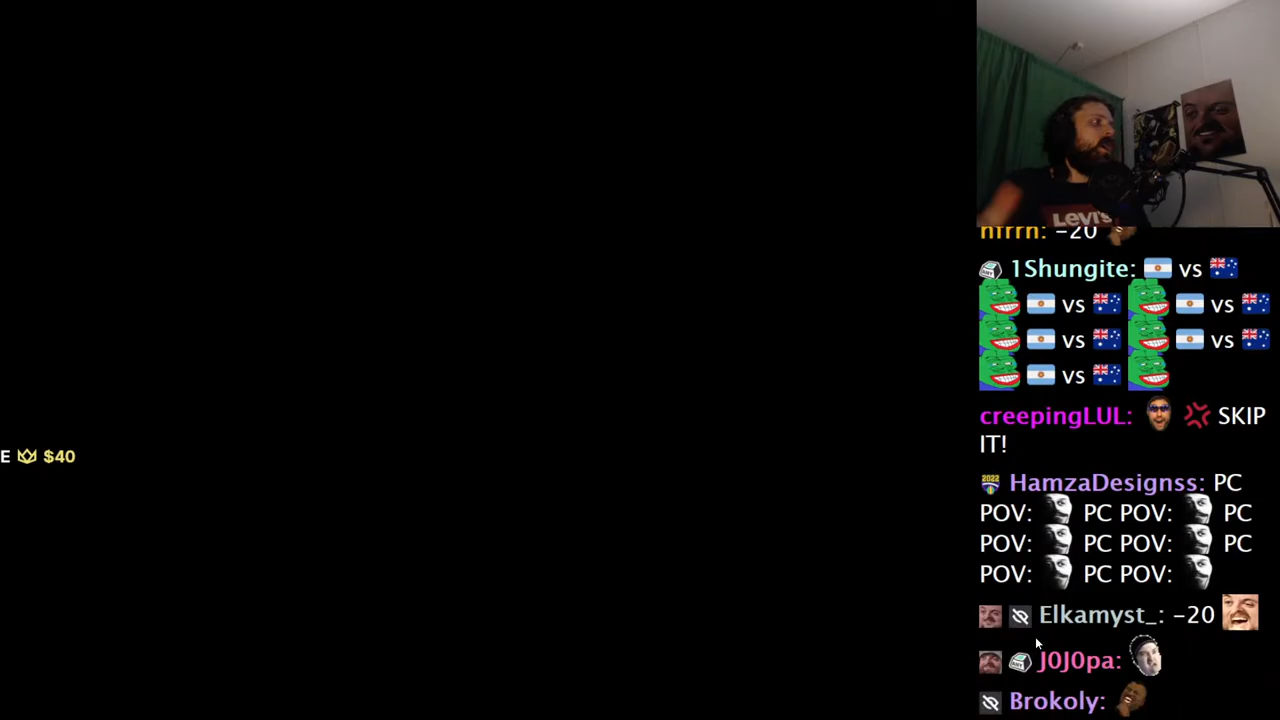 LEVI'S
nfrrn: -20
1Shungite: vs
vs vs
vs vs
vs
creepingLUL: SKIP
IT!
E $40
2022 HamzaDesignss: PC
POV: PC POV: PC
POV: PC POV: PC
POV: PC POV:
Elkamyst_: -20
J0J0pa:
Brokoly: